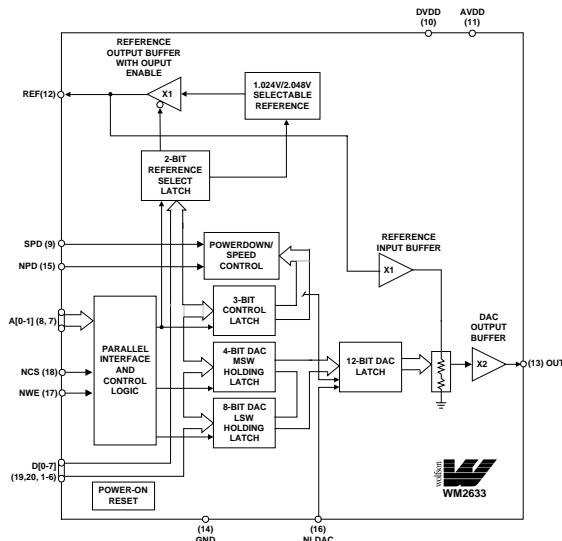 DVDD
(10)
AVDD
(11)
REFERENCE
OUTPUT BUFFER
WITH OUPUT
ENABLE
REF(12)
X1
1.024V/2.048V
SELECTABLE
REFERENCE
2-BIT
REFERENCE
SELECT
LATCH
SPD (9)
NPD (15)
POWERDOWN/
SPEED
CONTROL
REFERENCE
INPUT BUFFER
X1
A[0-1] (8, 7)
3-BIT
CONTROL
LATCH
DAC
OUTPUT
BUFFER
PARALLEL
INTERFACE
AND
CONTROL
LOGIC
NCS (18)
NWE (17)
4-BIT DAC
MSW
HOLDING
LATCH
12-BIT DAC
LATCH
X2
(13) OUT
8-BIT DAC
LSW
HOLDING
LATCH
D[0-7]
(19,20, 1-6)
POWER-ON
RESET
wolfson
WM2633
(14)
GND
(16)
NLDAC